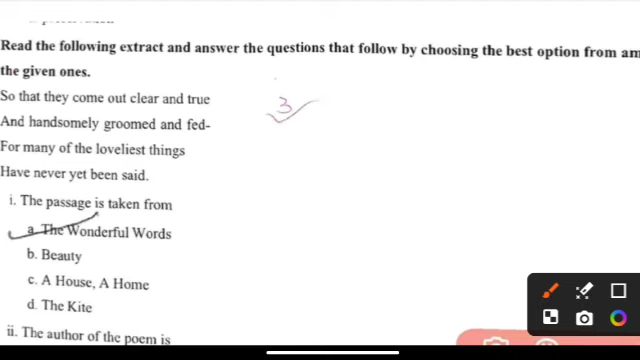 Read the following extract and answer the questions that follow by choosing the best option from am
the given ones.
So that they come out clear and true
3
And handsomely groomed and fed-
For many of the loveliest things
Have never yet been said.
i. The passage is taken from
a. The Wonderful Words
b. Beauty
c. A House, A Home
d. The Kite
ii. The author of the poem is